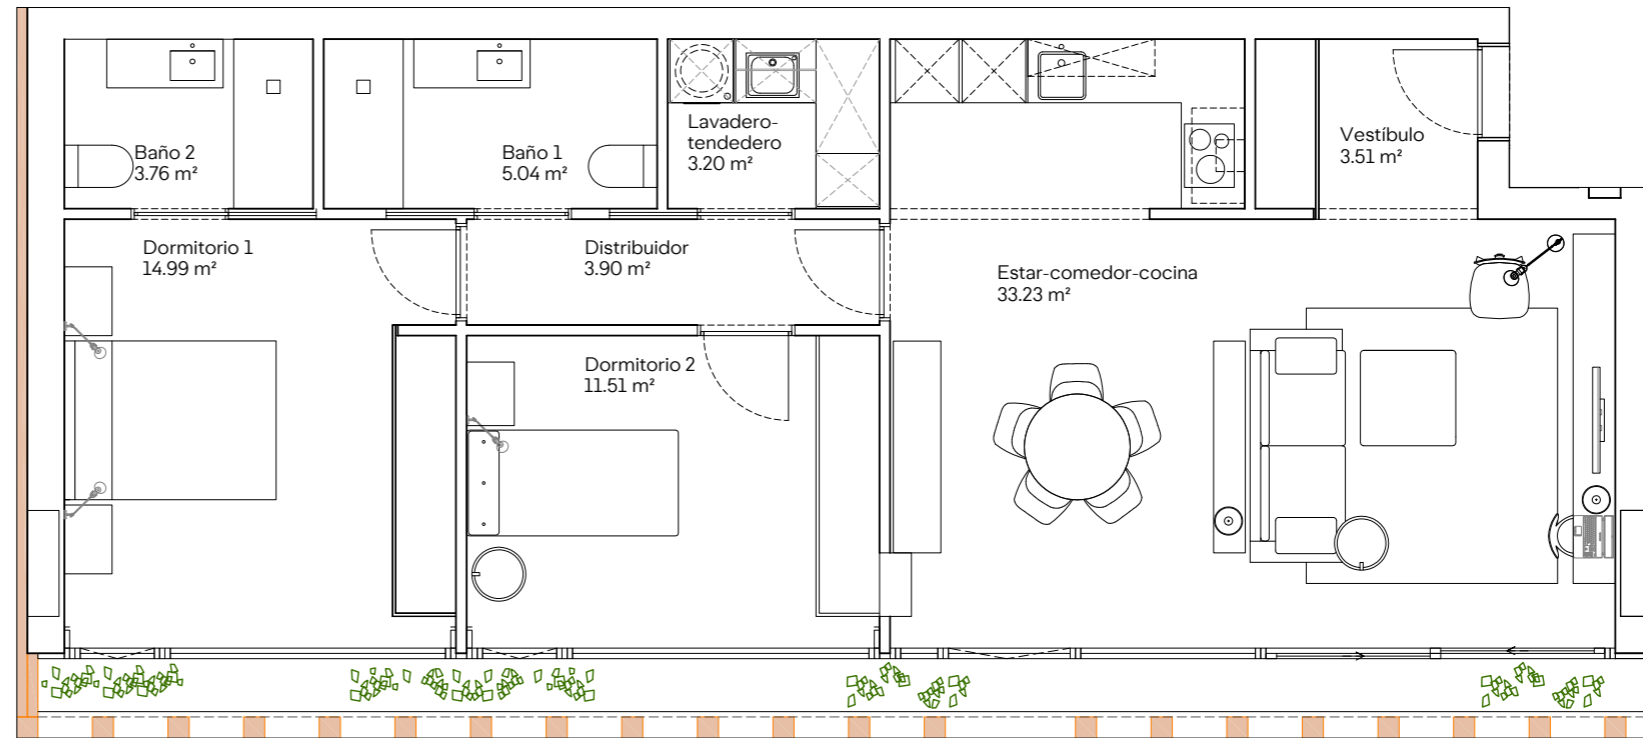 Baño 2
3.76 m²
Baño 1
5.04 m²
Lavadero-
tendedero
3.20 m²
Vestíbulo
3.51 m²
Dormitorio 1
14.99 m²
Distribuidor
3.90 m²
Estar-comedor-cocina
33.23 m²
Dormitorio 2
11.51 m²